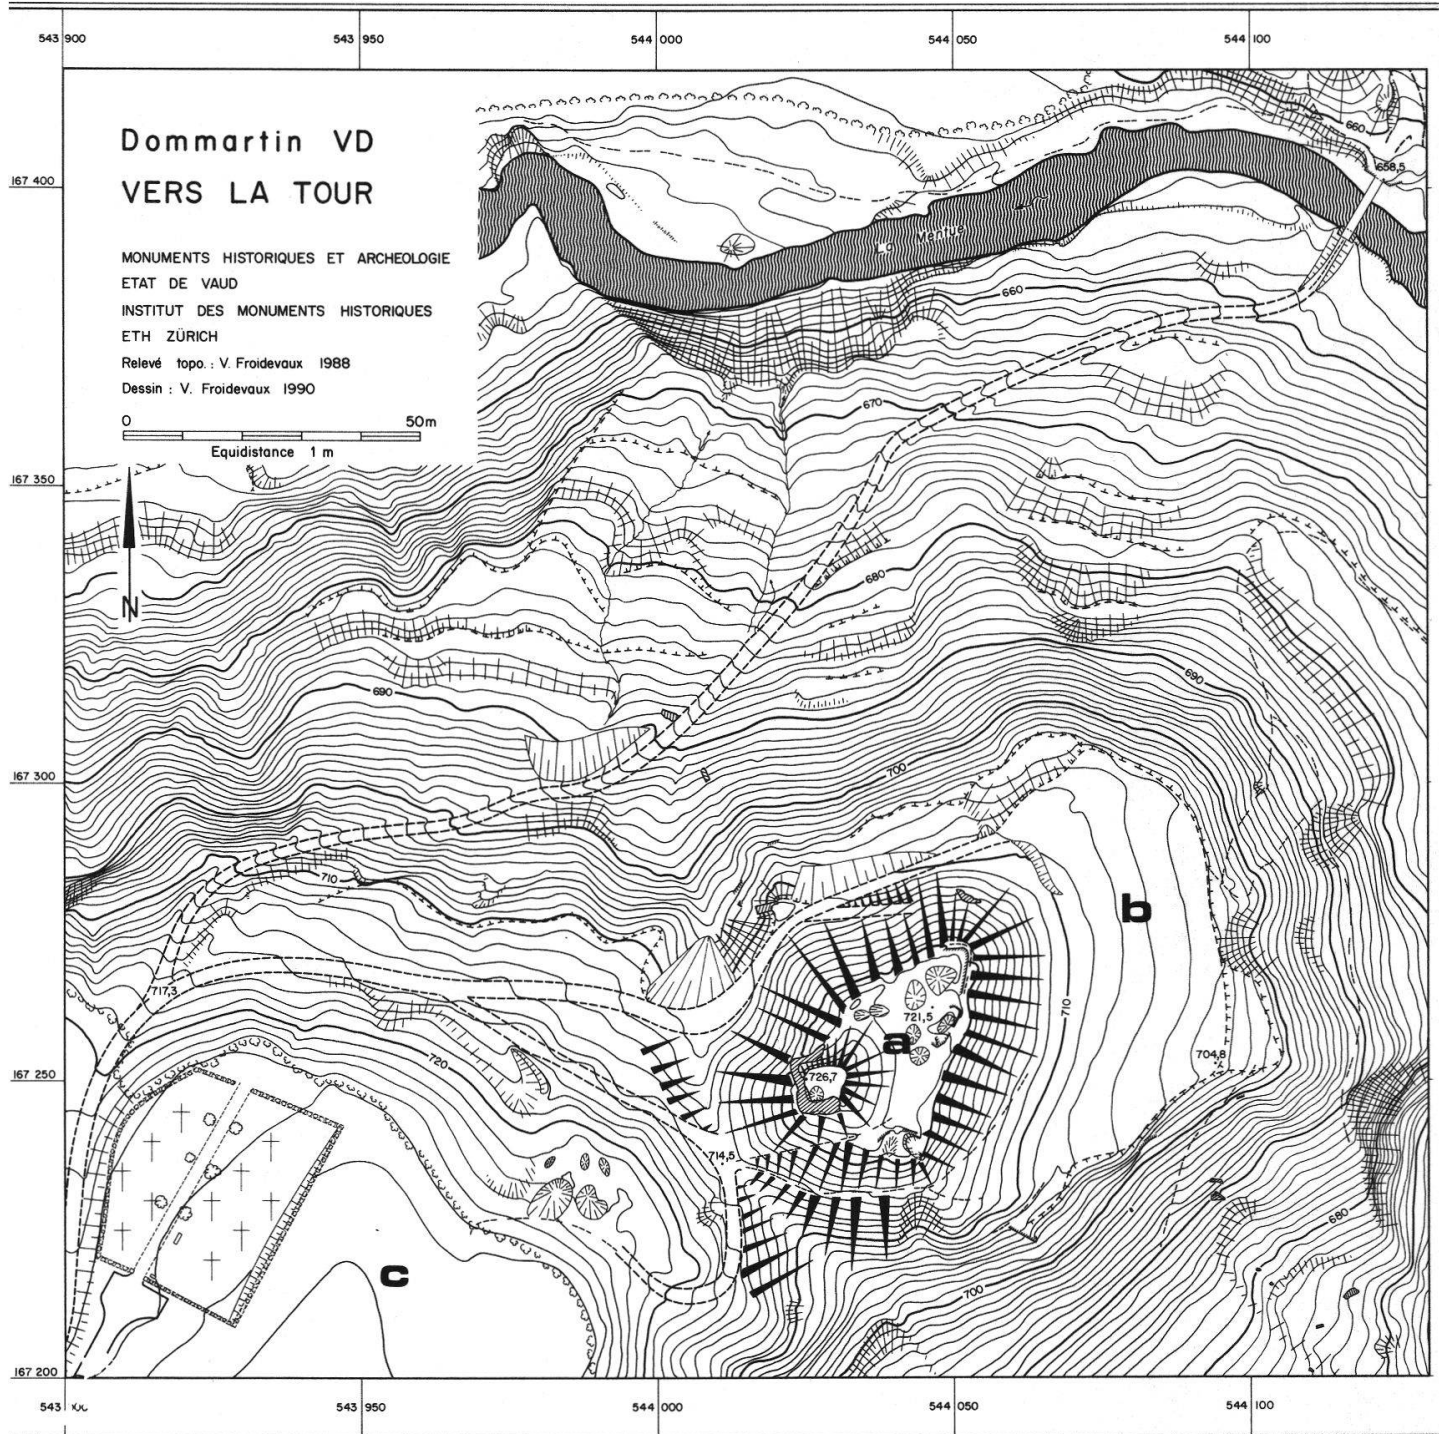 543 900 543 950 544 000 544 050 544 100
Dommartin VD
VERS LA TOUR
MONUMENTS HISTORIQUES ET ARCHEOLOGIE
ETAT DE VAUD
INSTITUT DES MONUMENTS HISTORIQUES
ETH ZÜRICH
Relevé topo.: V. Froidevaux 1988
Dessin : V. Froidevaux 1990
0 50m
Equidistance 1 m
N
660
658,5
167 400
La Mentue
660
670
167 350
680
690
690
167 300
700
710
b
717,3
721,5
710
a
720
704,8
167 250
726,7
714,5
680
c
700
167 200
543 950 544 000 544 050 544 100